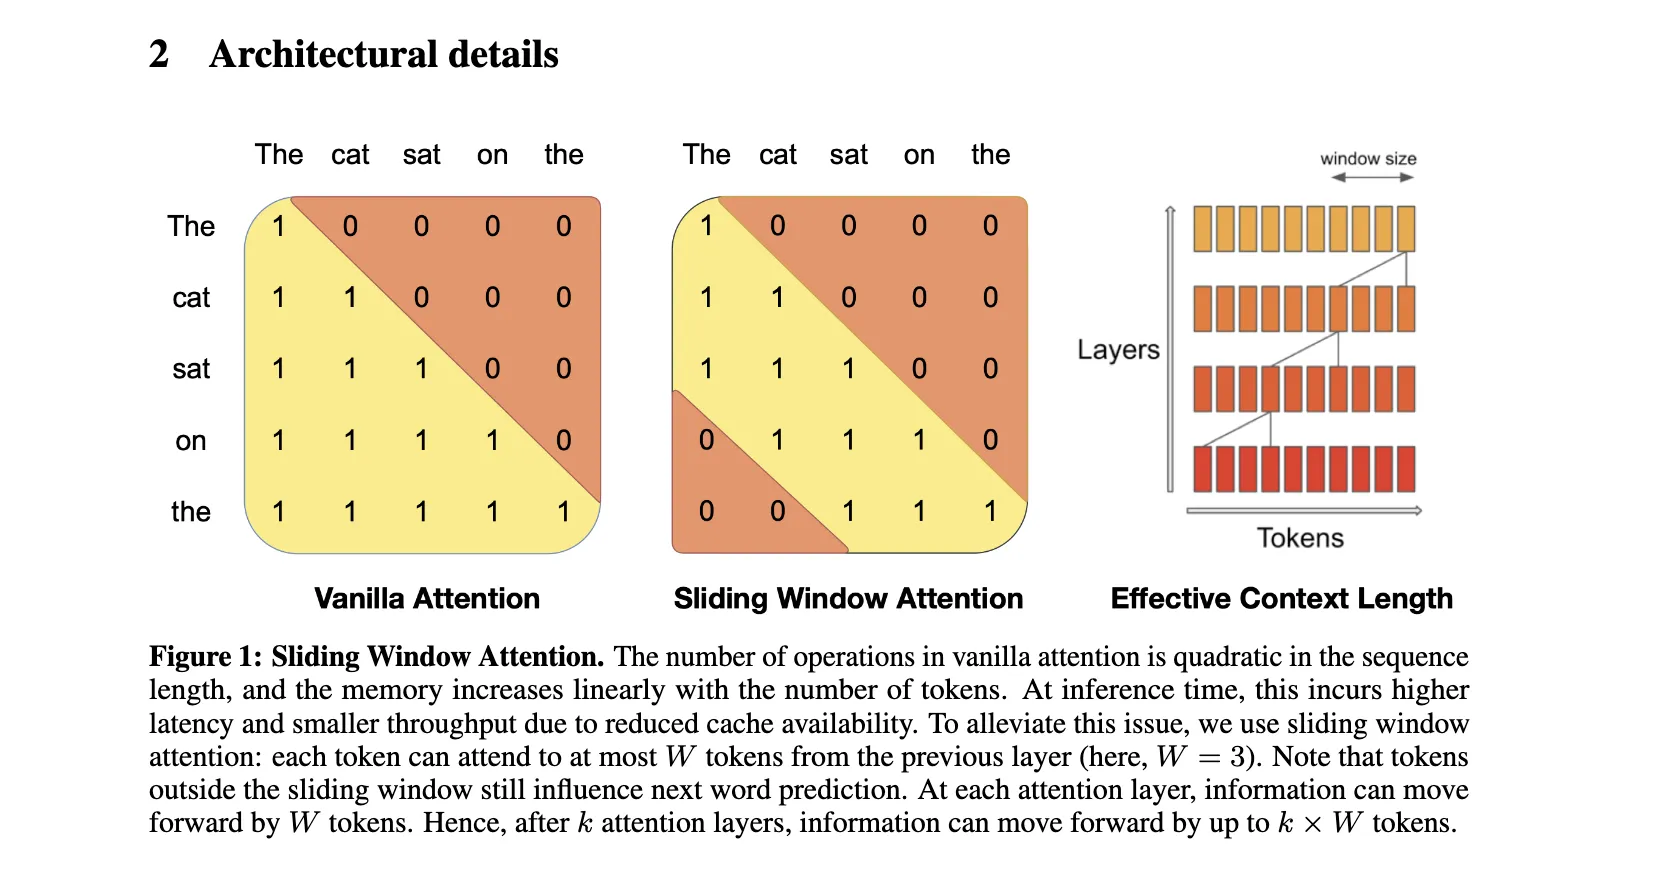 2 Architectural details
The cat sat on the
The 1 0 0 0 0
cat 1 1 0 0 0
sat 1 1 1 0 0
on 1 1 1 1 0
the 1 1 1 1 1
Vanilla Attention
The cat sat on the
1 0 0 0 0
1 1 0 0 0
1 1 1 0 0
0 1 1 1 0
0 0 1 1 1
Sliding Window Attention
window size
Layers
Tokens
Effective Context Length
Figure 1: Sliding Window Attention. The number of operations in vanilla attention is quadratic in the sequence
length, and the memory increases linearly with the number of tokens. At inference time, this incurs higher
latency and smaller throughput due to reduced cache availability. To alleviate this issue, we use sliding window
attention: each token can attend to at most W tokens from the previous layer (here, W = 3). Note that tokens
outside the sliding window still influence next word prediction. At each attention layer, information can move
forward by W tokens. Hence, after k attention layers, information can move forward by up to k × W tokens.